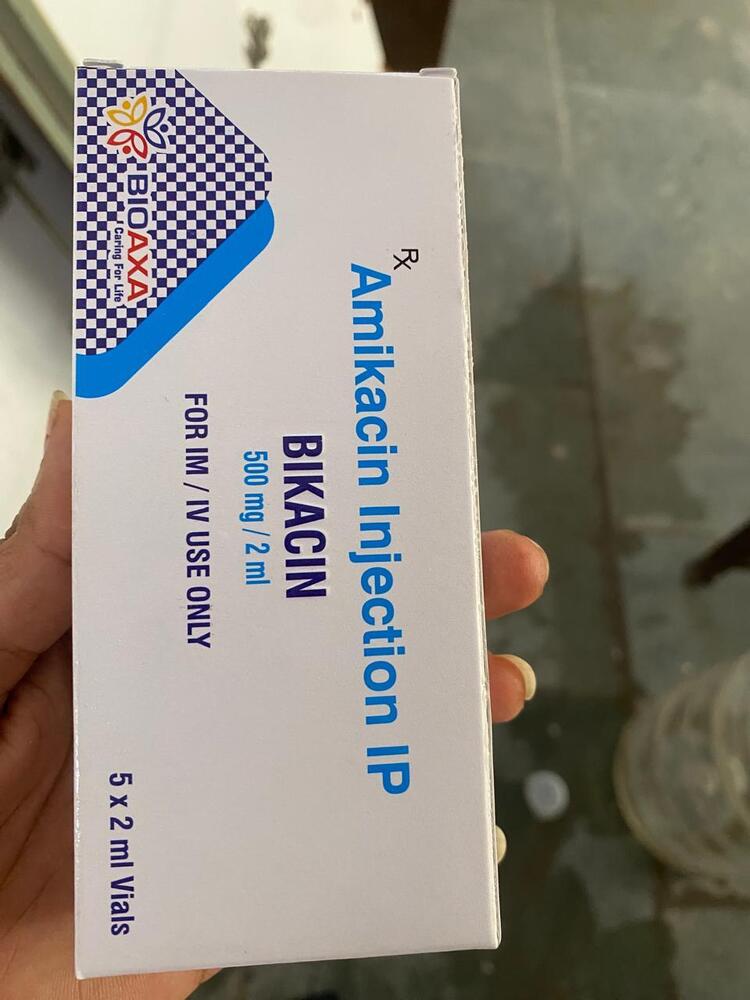 Rx
Amikacin Injection IP
BIKACIN
500 mg / 2 ml
FOR IM / IV USE ONLY
BIOAXA
Caring For Life
5 x 2 ml Vials